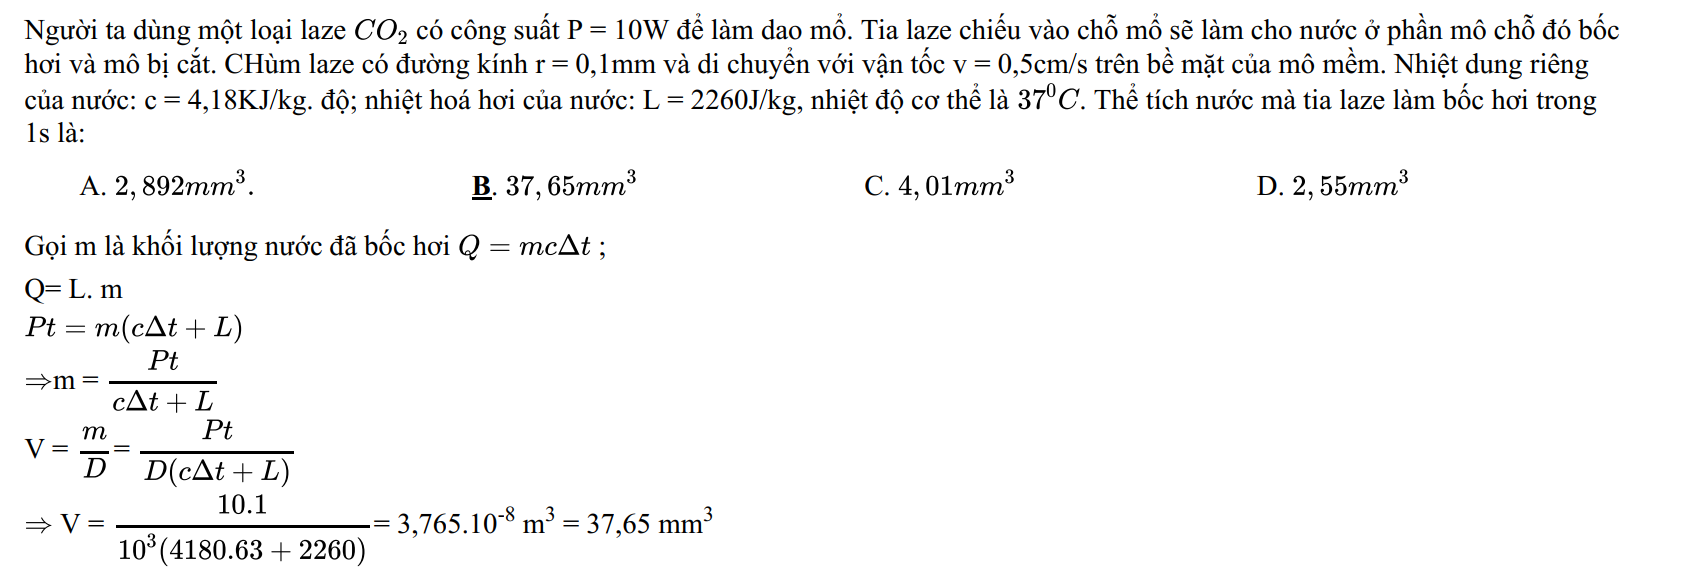 Người ta dùng một loại laze $CO_2$ có công suất P = 10W để làm dao mổ. Tia laze chiếu vào chỗ mổ sẽ làm cho nước ở phần mô chỗ đó bốc
hơi và mô bị cắt. CHùm laze có đường kính r = 0,1mm và di chuyển với vận tốc v = 0,5cm/s trên bề mặt của mô mềm. Nhiệt dung riêng
của nước: c = 4,18KJ/kg. độ; nhiệt hoá hơi của nước: L = 2260J/kg, nhiệt độ cơ thể là $37^0C$. Thể tích nước mà tia laze làm bốc hơi trong
1s là:
A. $2,892mm^3$. B. $37,65mm^3$ C. $4,01mm^3$ D. $2,55mm^3$
Gọi m là khối lượng nước đã bốc hơi $Q = mc\Delta t$ ;
Q= L. m
$Pt = m(c\Delta t + L)$
⇒m = $\frac{Pt}{c\Delta t + L}$
V = $\frac{m}{D}$ = $\frac{Pt}{D(c\Delta t + L)}$
⇒ V = $\frac{10.1}{10^3(4180.63 + 2260)}$ = 3,765.10$^{-8}$ m$^3$ = 37,65 mm$^3$